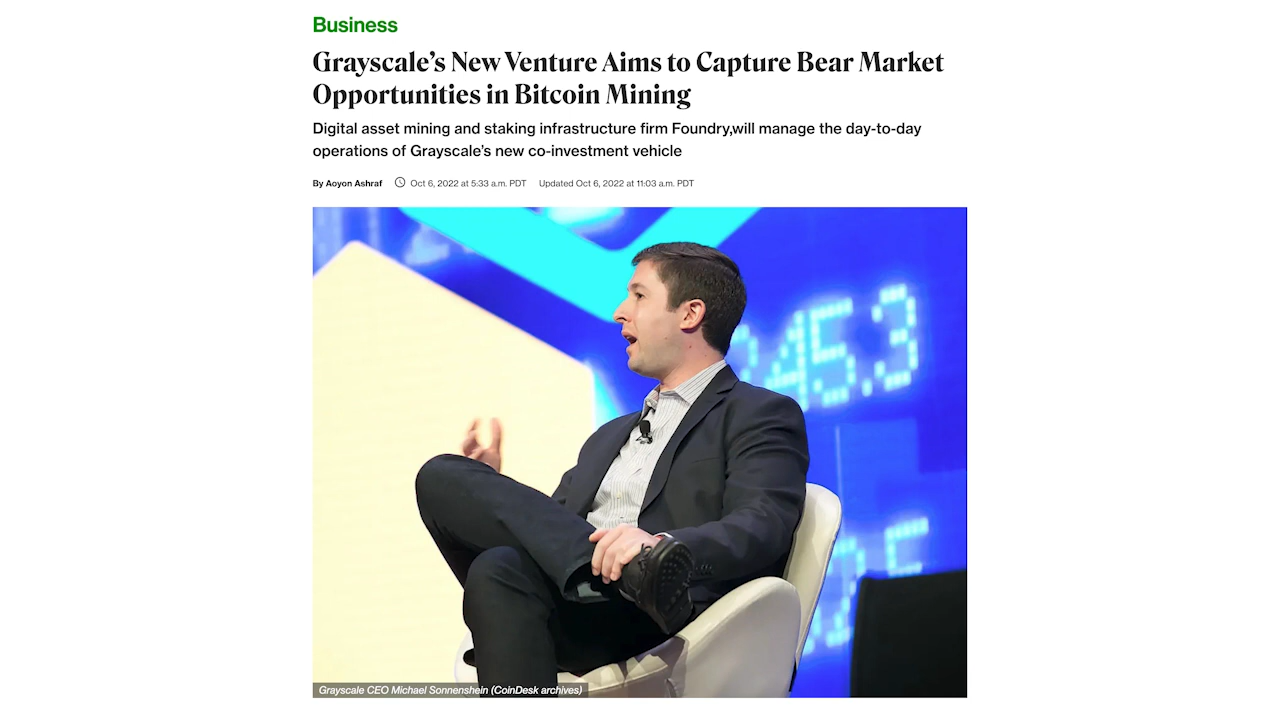 Business
Grayscale’s New Venture Aims to Capture Bear Market
Opportunities in Bitcoin Mining
Digital asset mining and staking infrastructure firm Foundry,will manage the day-to-day
operations of Grayscale's new co-investment vehicle
By Aoyon Ashraf Oct 6, 2022 at 5:33 a.m. PDT Updated Oct 6, 2022 at 11:03 a.m. PDT
Grayscale CEO Michael Sonnenshein (CoinDesk archives)